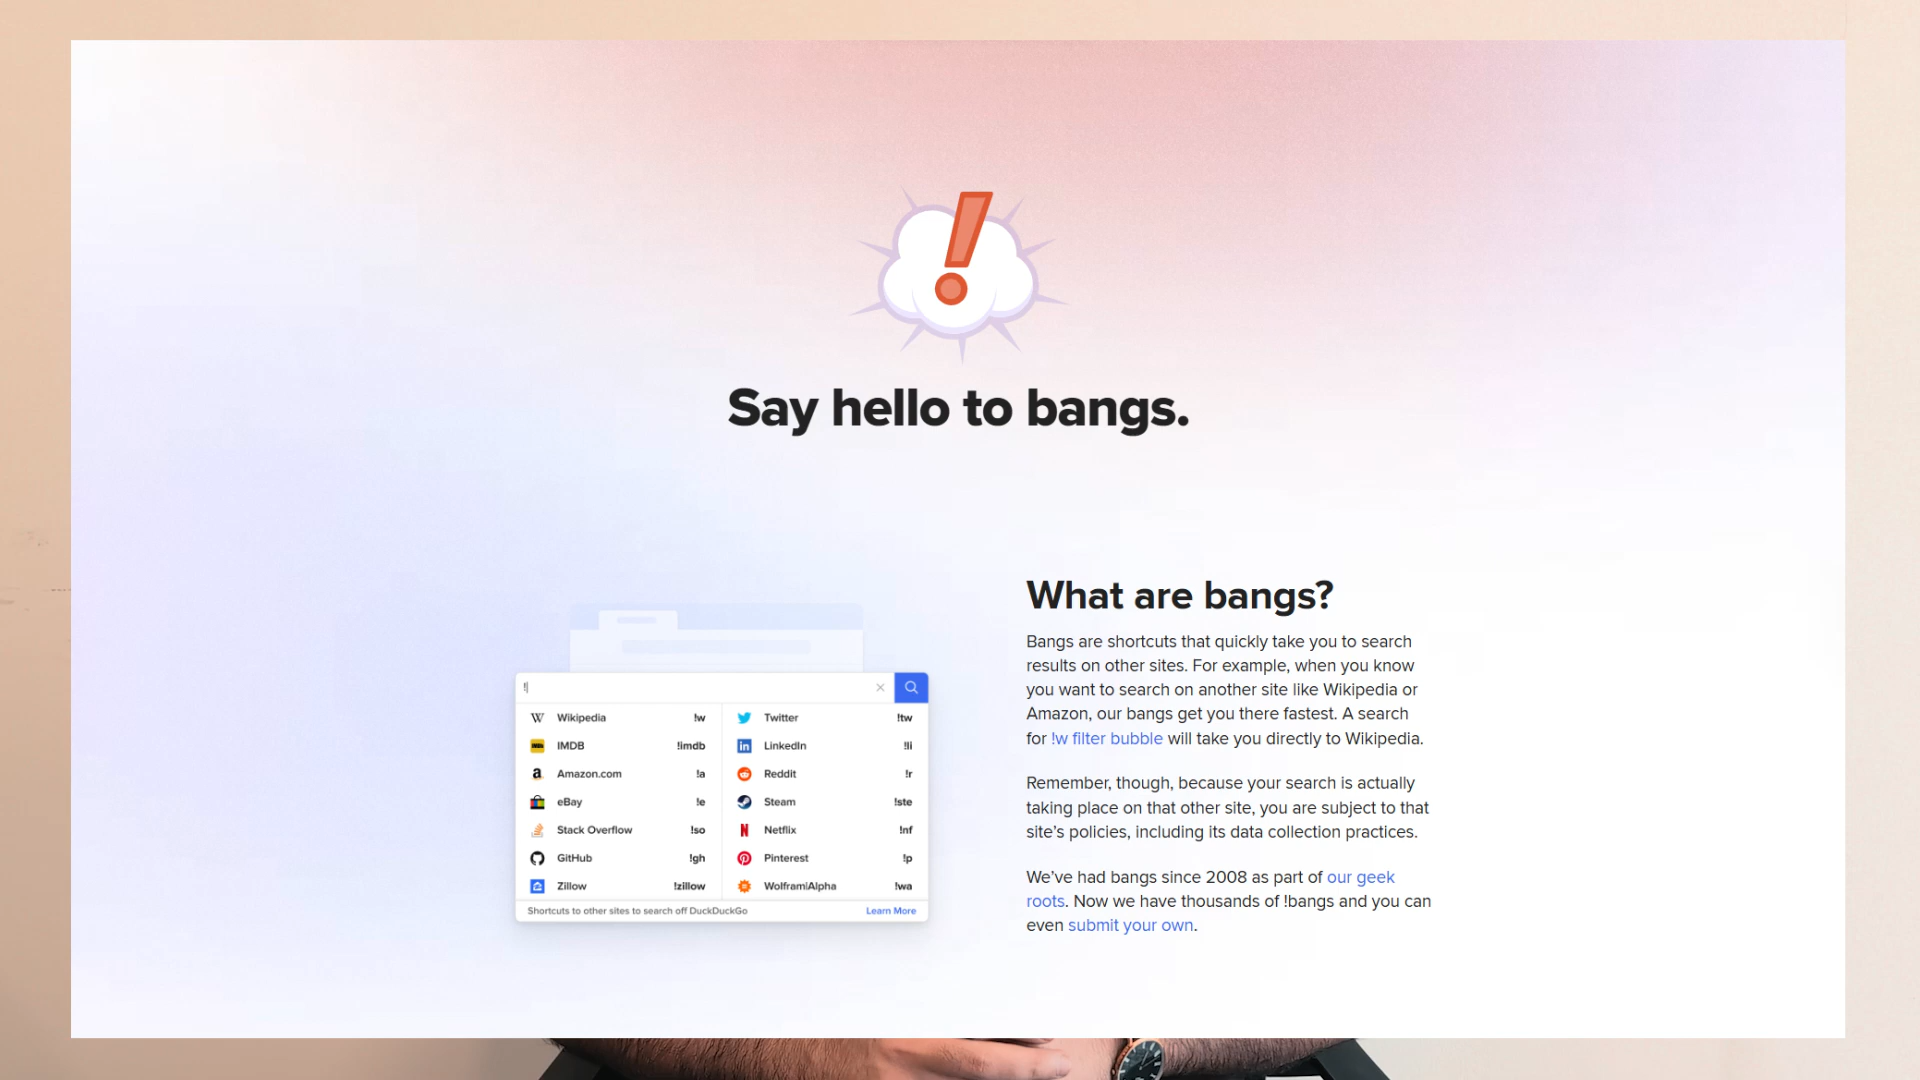 Say hello to bangs.
What are bangs?
Bangs are shortcuts that quickly take you to search
results on other sites. For example, when you know
you want to search on another site like Wikipedia or
Amazon, our bangs get you there fastest. A search
for !w filter bubble will take you directly to Wikipedia.
Remember, though, because your search is actually
taking place on that other site, you are subject to that
site’s policies, including its data collection practices.
We’ve had bangs since 2008 as part of our geek
roots. Now we have thousands of !bangs and you can
even submit your own.
!
Wikipedia !w
IMDB !imdb
Amazon.com !a
eBay !e
Stack Overflow !so
GitHub !gh
Zillow !zillow
Twitter !tw
LinkedIn !li
Reddit !r
Steam !ste
Netflix !nf
Pinterest !p
Wolfram|Alpha !wa
Shortcuts to other sites to search off DuckDuckGo Learn More